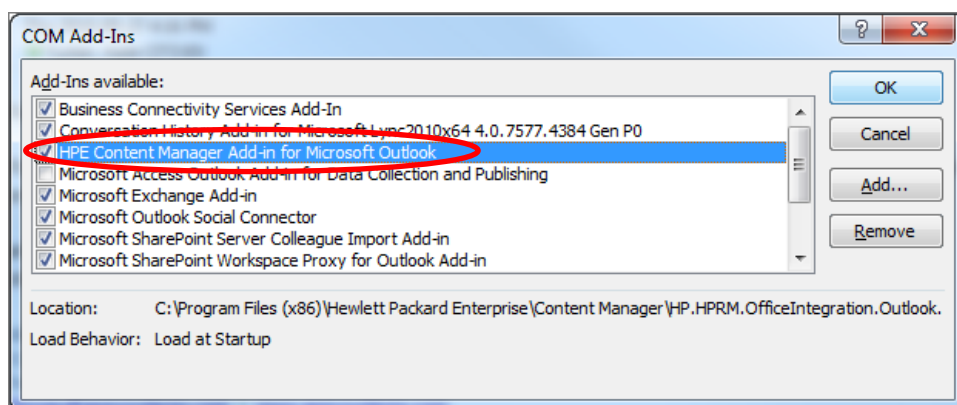 COM Add-Ins
Add-Ins available:
Business Connectivity Services Add-In
Conversation History Add-in for Microsoft Lync2010x64 4.0.7577.4384 Gen P0
HPE Content Manager Add-in for Microsoft Outlook
Microsoft Access Outlook Add-in for Data Collection and Publishing
Microsoft Exchange Add-in
Microsoft Outlook Social Connector
Microsoft SharePoint Server Colleague Import Add-in
Microsoft SharePoint Workspace Proxy for Outlook Add-in
OK
Cancel
Add...
Remove
Location: C:\Program Files (x86)\Hewlett Packard Enterprise\Content Manager\HP.HPRM.OfficeIntegration.Outlook.
Load Behavior: Load at Startup